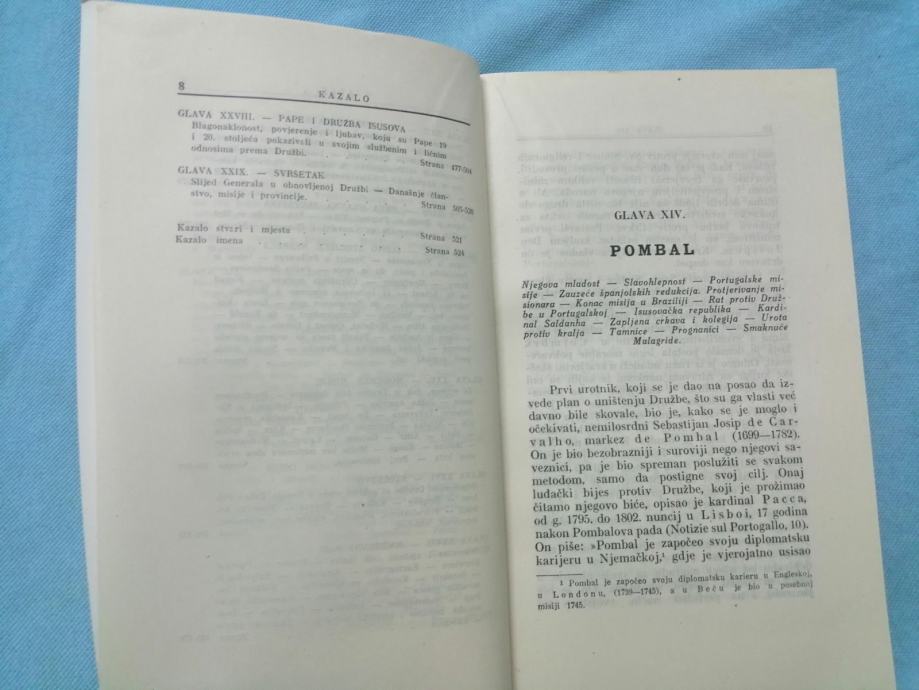 8
KAZALO
GLAVA XXVIII. — PAPE I DRUŽBA ISUSOVA
Blagonaklonost, povjerenje i ljubav, koju su Pape 19
i 20. stoljeća pokazivali u svojim službenim i ličnim
odnosima prema Družbi. . . . . . . Strana 477-504
GLAVA XXIX. — SVRŠETAK
Slijed Generala u obnovljenoj Družbi — Današnje član-
stvo, misije i provincije. . . . . . . Strana 505-520
Kazalo stvari i mjesta . . . . . . . Strana 521
Kazalo imena . . . . . . . Strana 524
GLAVA XIV.
POMBAL
Njegova mladost — Slavohlepnost — Portugalske mi-
sije — Zauzeće španjolskih redukcija. Protjerivanje misi-
sionara — Konac misija u Braziliji — Rat protiv Druž-
be u Portugalskoj — Isusovačka republika — Kardi-
nal Saldanha — Zapljena crkava i kolegija — Urota
protiv kralja — Tamnice — Prognanici — Smaknuće
Malagride.
Prvi urotnik, koji se je dao na posao da iz-
vede plan o uništenju Družbe, što su ga vlasti već
davno bile skovale, bio je, kako se je moglo i
očekivati, nemilosrdni Sebastijan Josip de Car-
valho, markez de Pombal (1699—1782).
On je bio bezobrazniji i suroviji nego njegovi sa-
veznici, pa je bio spreman poslužiti se svakom
metodom, samo da postigne svoj cilj. Onaj
luđački bijes protiv Družbe, koji je prožimao
čitamo njegovo biće, opisao je kardinal Pacca,
od g. 1795. do 1802. nuncij u Lisboi, 17 godina
nakon Pombalova pada (Notizie sul Portogallo, 10).
On piše: »Pombal je započeo svoju diplomatsku
karijeru u Njemačkoj,¹ gdje je vjerojatno usisao
¹ Pombal je započeo svoju diplomatsku karieru u Engleskoj,
u Londonu, (1739—1745), a u Beču je bio u posebnoj
misiji 1745.